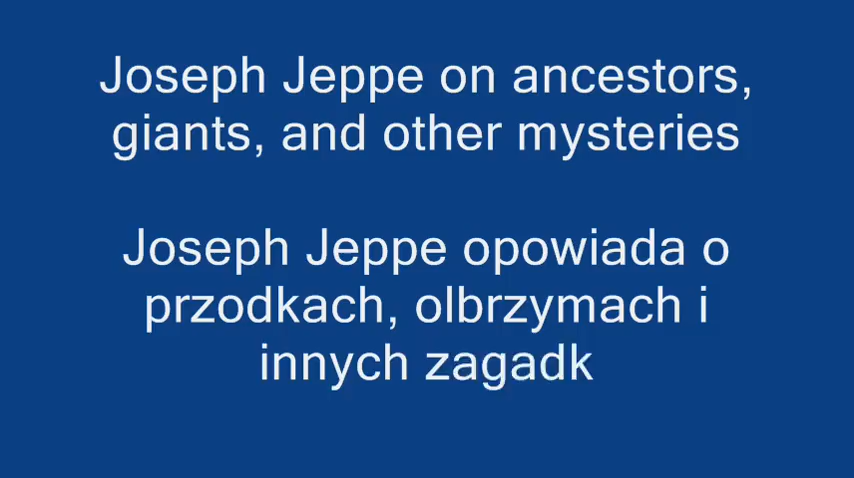 Joseph Jeppe on ancestors,
giants, and other mysteries
Joseph Jeppe opowiada o
przodkach, olbrzymach i
innych zagadk